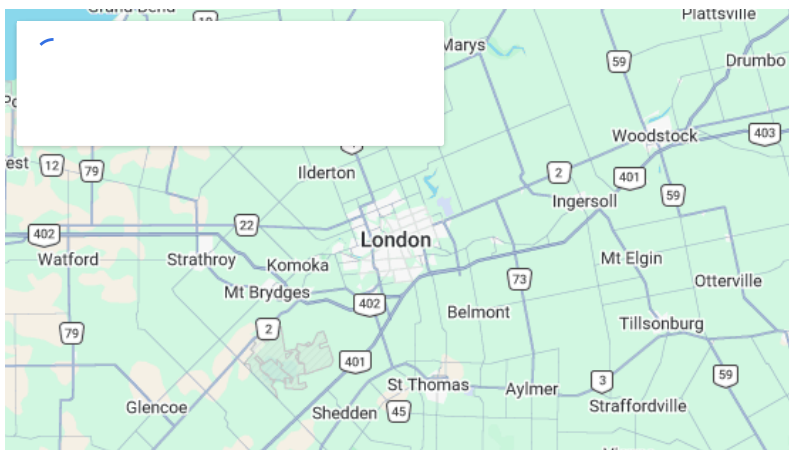 Grand Bend
Plattsville
Marys
59
Drumbo
Woodstock
403
12
79
Ilderton
2
401
59
Ingersoll
22
402
London
Watford
Strathroy
Komoka
Mt Elgin
73
Otterville
Mt Brydges
402
Belmont
2
Tillsonburg
79
401
59
St Thomas
Aylmer
3
Glencoe
Shedden
45
Straffordville